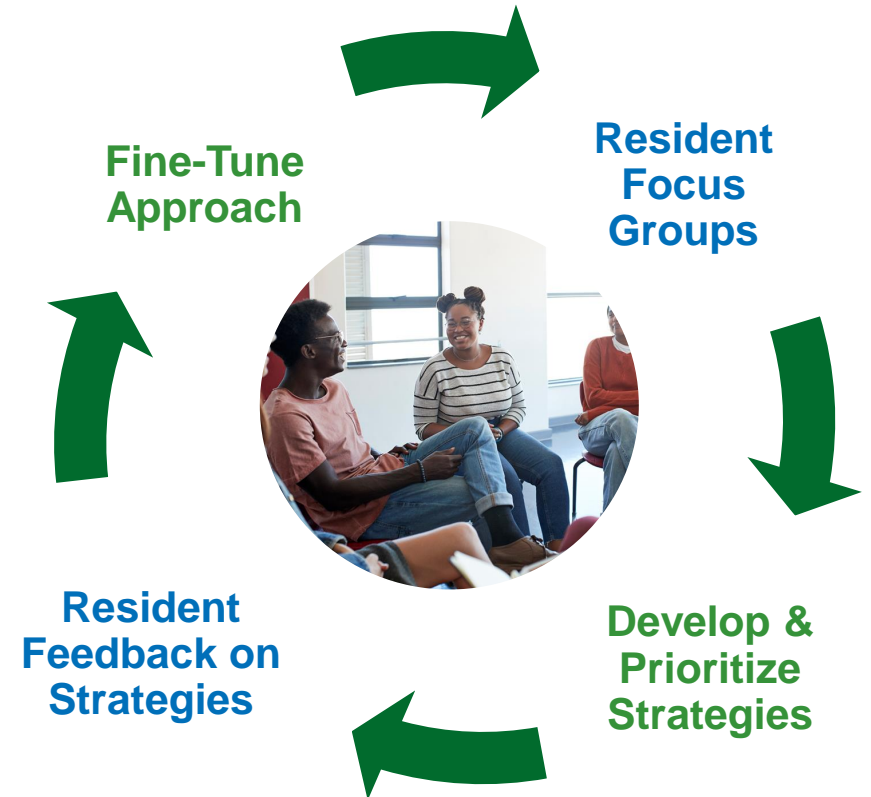 Fine-Tune
Approach
Resident
Focus
Groups
Develop &
Prioritize
Strategies
Resident
Feedback on
Strategies